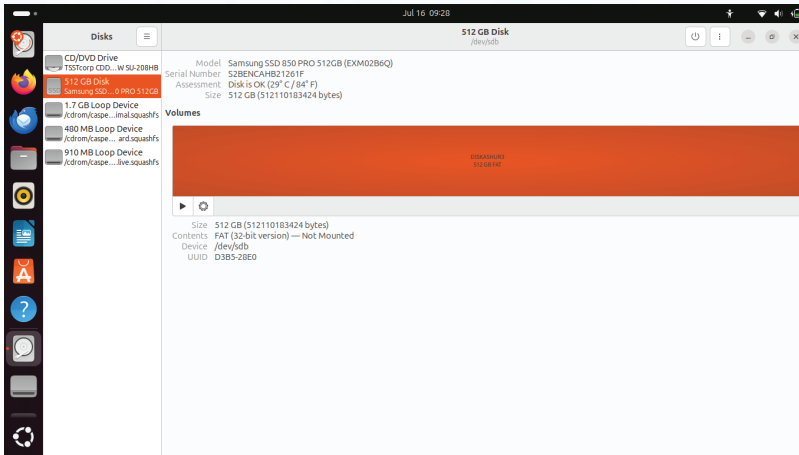 Jul 16 09:28
Disks
512 GB Disk
/dev/sdb
CD/DVD Drive
TSSTcorp CDD...W SU-208HB
512 GB Disk
Samsung SSD...0 PRO 512GB
1.7 GB Loop Device
/cdrom/caspe...imal.squashfs
480 MB Loop Device
/cdrom/caspe... ard.squashfs
910 MB Loop Device
/cdrom/caspe....live.squashfs
Model Samsung SSD 850 PRO 512GB (EXM02B6Q)
Serial Number S2BENCAHB21261F
Assessment Disk is OK (29° C / 84° F)
Size 512 GB (512110183424 bytes)
Volumes
512 GB FAT
Size 512 GB (512110183424 bytes)
Contents FAT (32-bit version) — Not Mounted
Device /dev/sdb
UUID D3B5-28E0